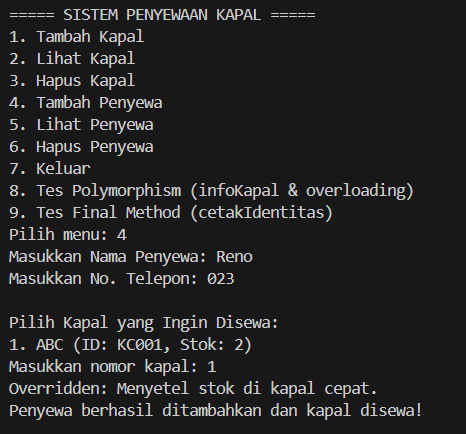 ===== SISTEM PENYEWAAN KAPAL =====
1. Tambah Kapal
2. Lihat Kapal
3. Hapus Kapal
4. Tambah Penyewa
5. Lihat Penyewa
6. Hapus Penyewa
7. Keluar
8. Tes Polymorphism (infoKapal & overloading)
9. Tes Final Method (cetakIdentitas)
Pilih menu: 4
Masukkan Nama Penyewa: Reno
Masukkan No. Telepon: 023

Pilih Kapal yang Ingin Disewa:
1. ABC (ID: KC001, Stok: 2)
Masukkan nomor kapal: 1
Overridden: Menyetel stok di kapal cepat.
Penyewa berhasil ditambahkan dan kapal disewa!